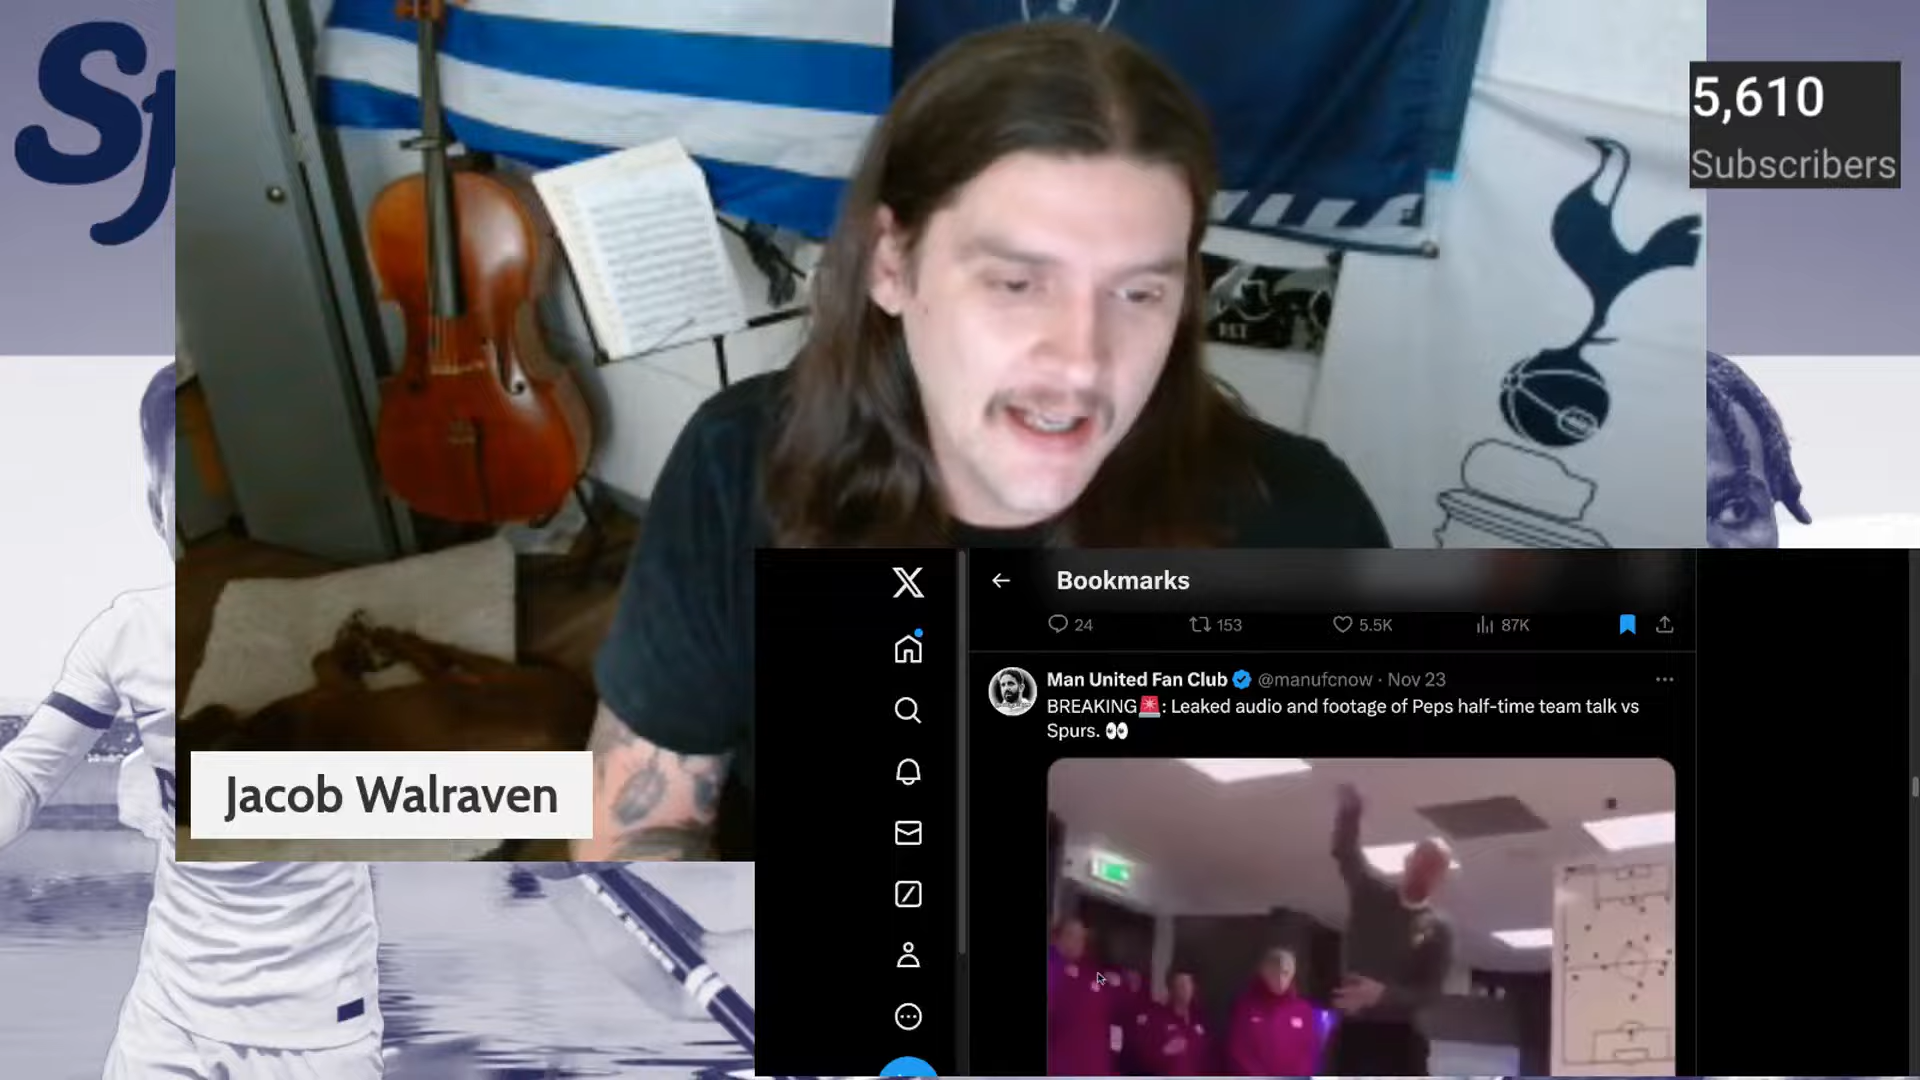 5,610
Subscribers
Jacob Walraven
Bookmarks
24 153 5.5K 87K
Man United Fan Club @manufcnow · Nov 23
BREAKING🚨: Leaked audio and footage of Peps half-time team talk vs
Spurs. 👀